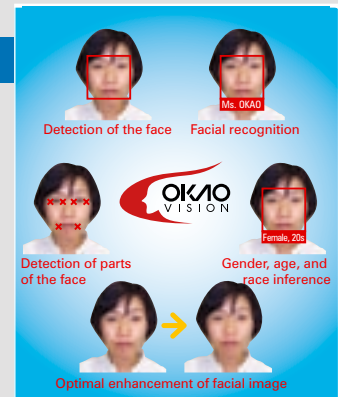 Ms. OKAO
Detection of the face
Facial recognition
OKAO
VISION
Female, 20s
Detection of parts
of the face
Gender, age, and
race inference
Optimal enhancement of facial image